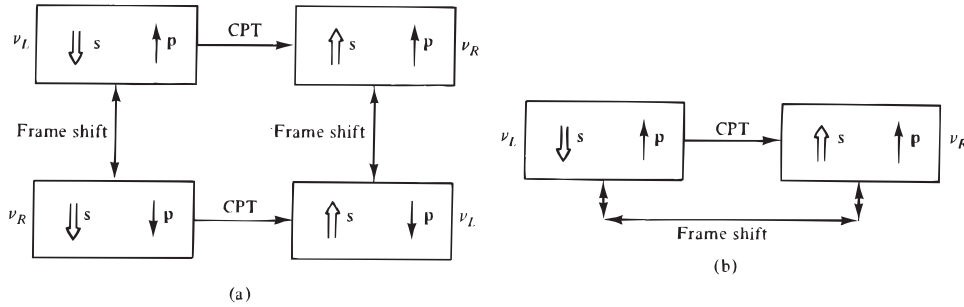 ν_L s p CPT s p ν_R
Frame shift Frame shift
ν_R s p CPT s p ν_L
(a)
ν_L s p CPT s p ν_R
Frame shift
(b)